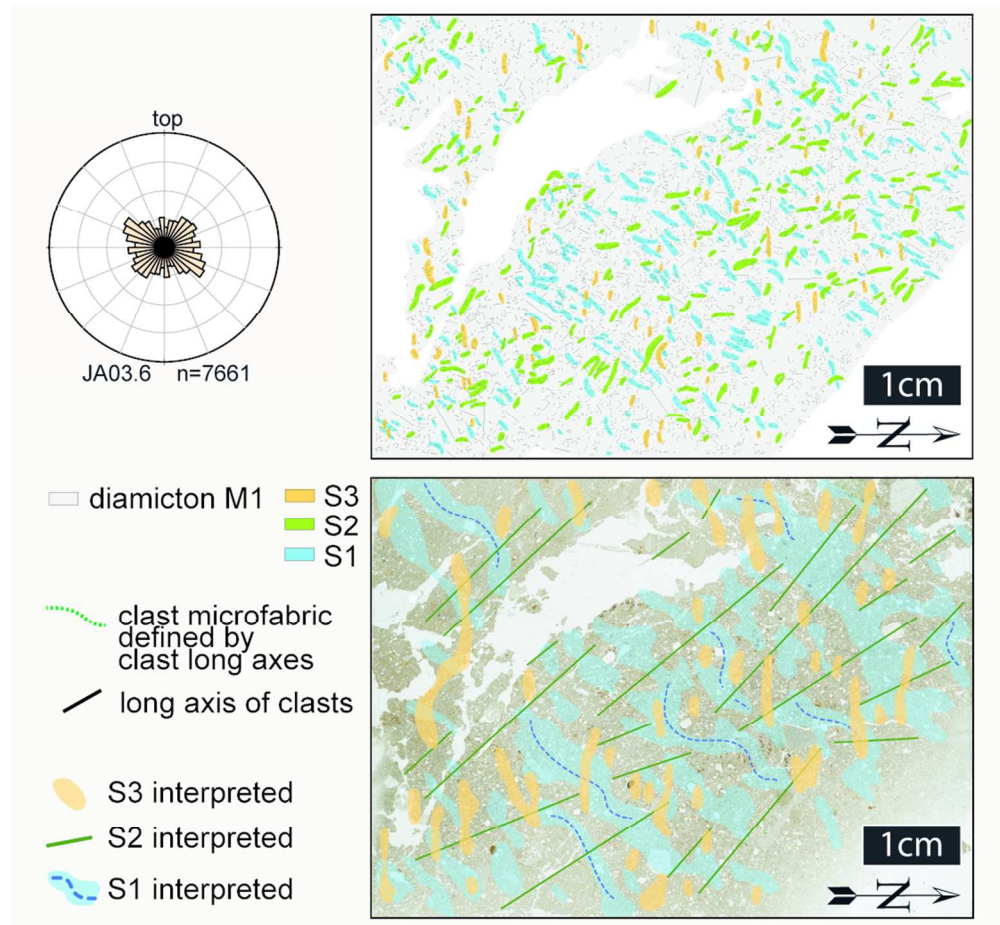 top
JA03.6 n=7661
1cm
N
diamicton M1
S3
S2
S1
clast microfabric
defined by
clast long axes
long axis of clasts
S3 interpreted
S2 interpreted
S1 interpreted
1cm
N